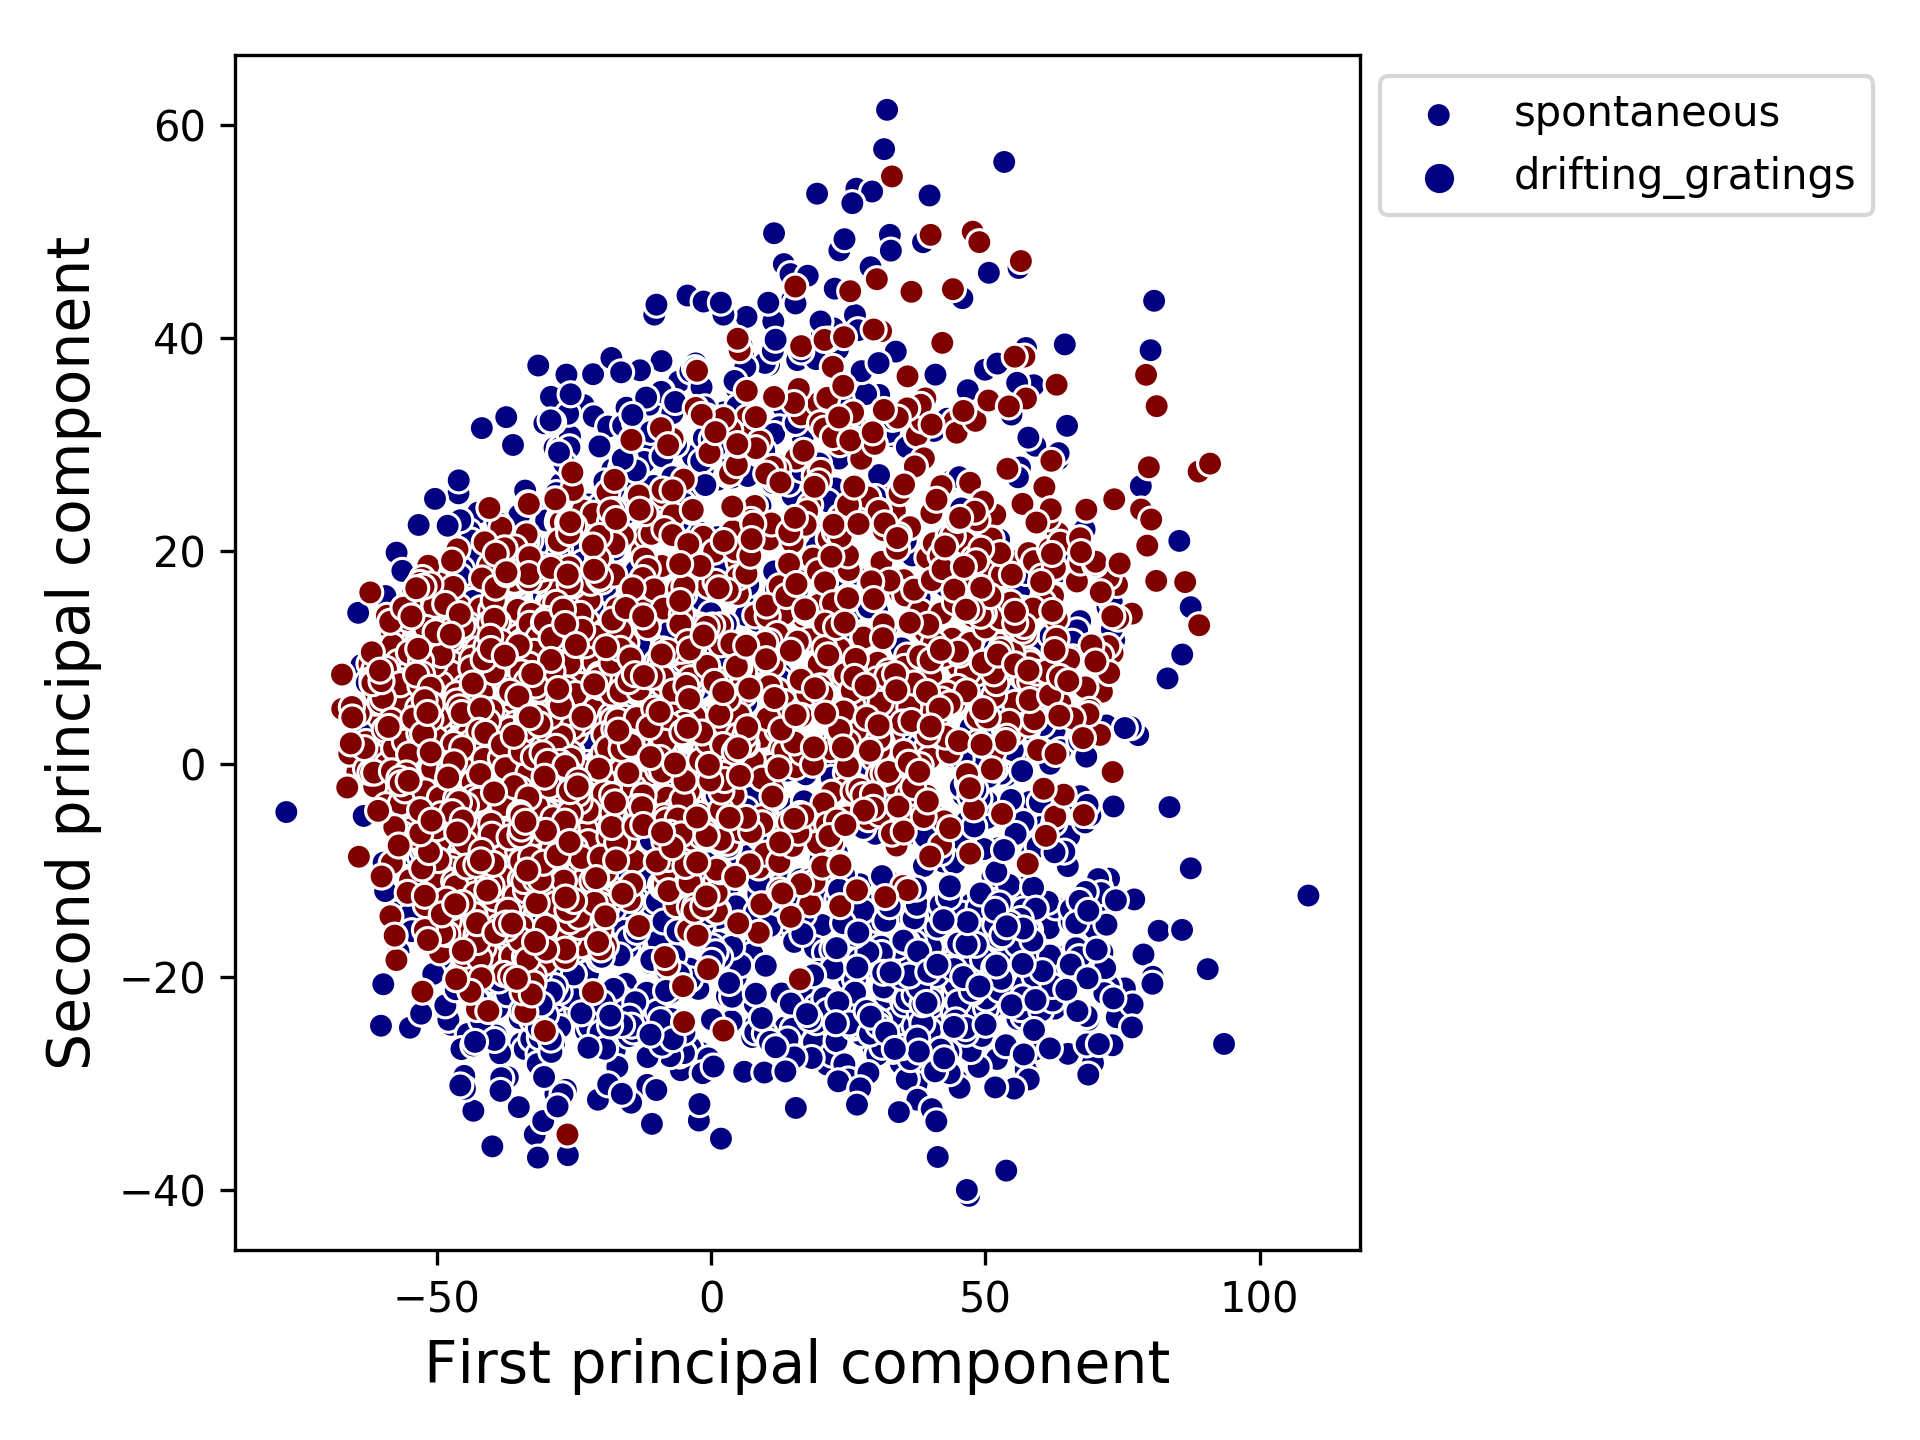 60
40
20
0
−20
−40
−50
0
50
100
First principal component
Second principal component
spontaneous
drifting_gratings